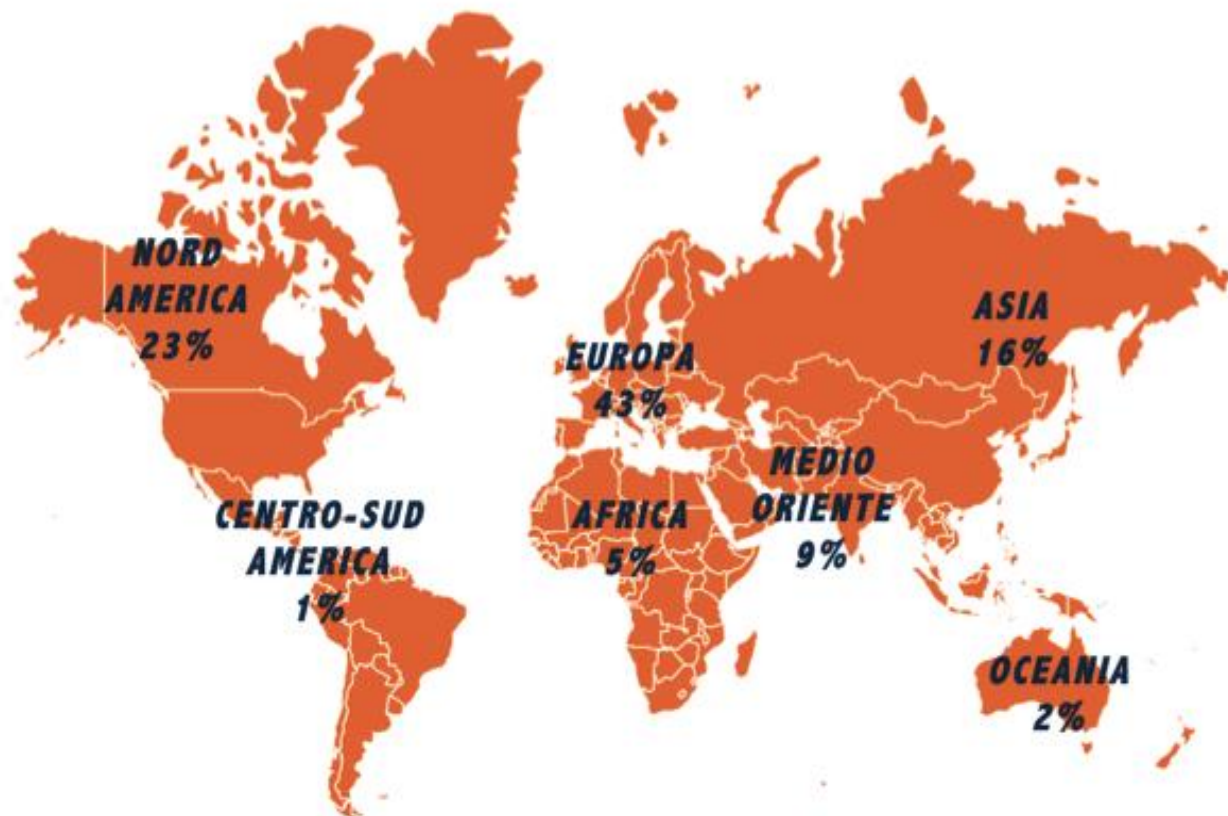 NORD
AMERICA
23%
ASIA
16%
EUROPA
43%
MEDIO
ORIENTE
9%
CENTRO-SUD
AMERICA
1%
AFRICA
5%
OCEANIA
2%